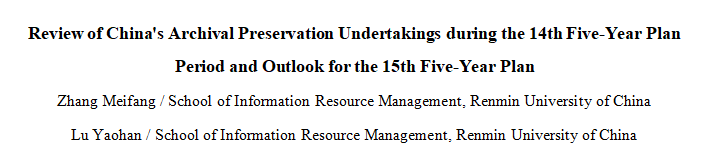 Review of China's Archival Preservation Undertakings during the 14th Five-Year Plan
Period and Outlook for the 15th Five-Year Plan
Zhang Meifang / School of Information Resource Management, Renmin University of China
Lu Yaohan / School of Information Resource Management, Renmin University of China